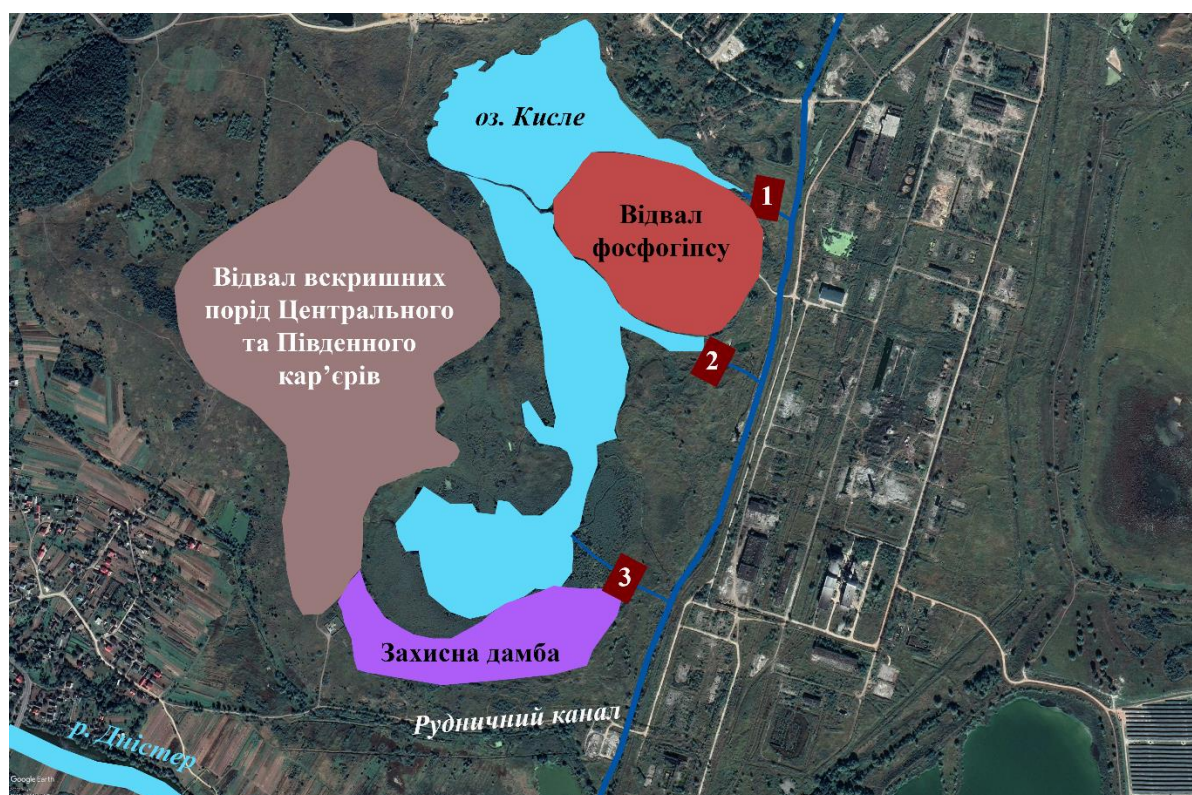 оз. Кисле
1
Відвал
фосфогіпсу
Відвал вскришних
порід Центрального
та Південного
кар’єрів
2
3
Захисна дамба
Рудничний канал
р. Дністер
Google Earth